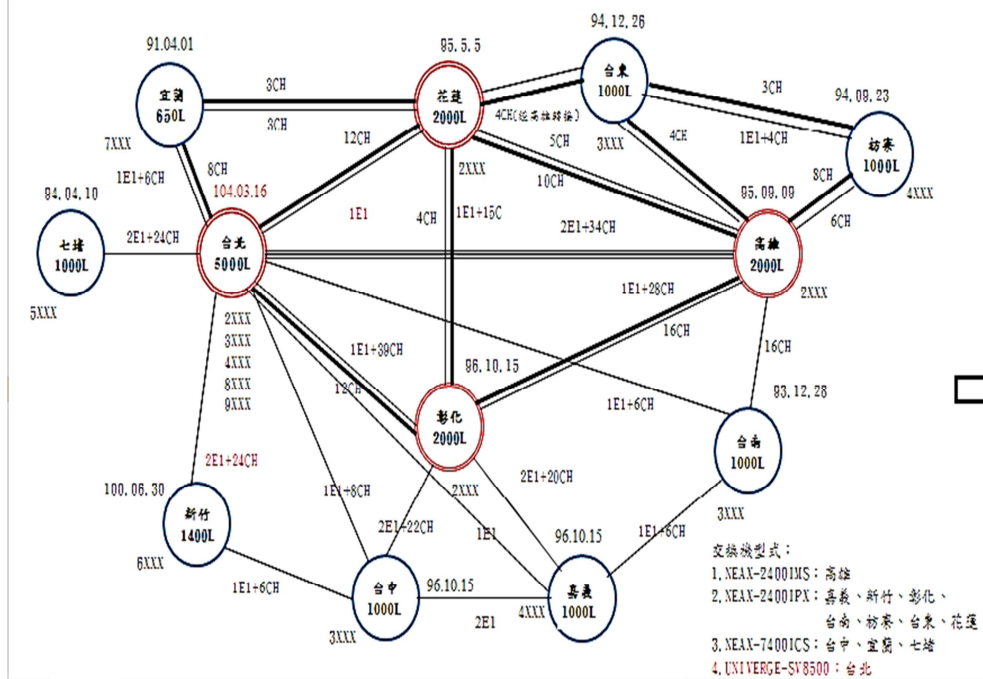 94.12.26
95.5.5
91.04.01
台東
1000L
花蓮
2000L
宜蘭
650L
3CH
3CH
3CH
94.08.23
4CH(經高雄轉接)
12CH
5CH
3XXX
4CH
1E1+4CH
枋寮
1000L
7XXX
8CH
10CH
2XXX
8CH
1E1+6CH
104.03.16
95.09.09
4XXX
94.04.10
1E1
4CH
1E1+15C
2E1+34CH
6CH
七堵
1000L
2E1+24CH
台北
5000L
高雄
2000L
1E1+28CH
2XXX
5XXX
2XXX
3XXX
4XXX
8XXX
9XXX
1E1+39CH
16CH
16CH
96.10.15
12CH
93.12.28
1E1+6CH
彰化
2000L
台南
1000L
2E1+24CH
2E1+20CH
1E1+8CH
2XXX
100.06.30
3XXX
新竹
1400L
2E1+22CH
1E1
96.10.15
1E1+6CH
6XXX
1E1+6CH
台中
1000L
96.10.15
嘉義
1000L
4XXX
2E1
3XXX
交換機型式：
1.NEAX-2400IMS：高雄
2.NEAX-2400IPX：嘉義、新竹、彰化、
台南、枋寮、台東、花蓮
3.NEAX-7400ICS：台中、宜蘭、七堵
4.UNIVERGE-SV8500：台北